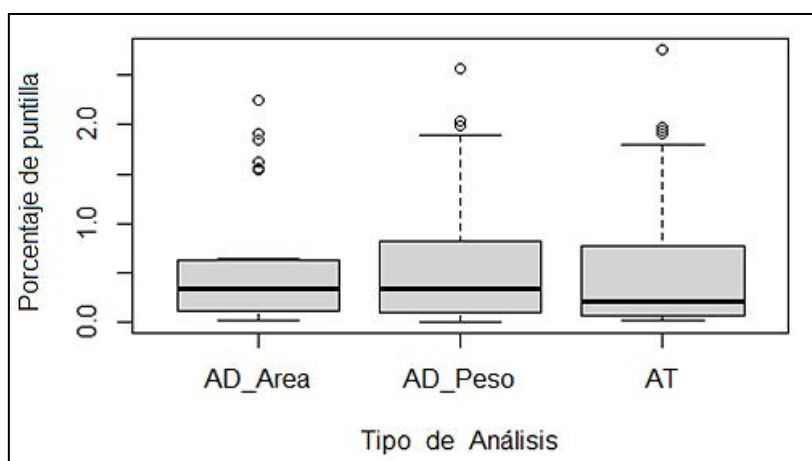 Porcentaje de puntilla
2.0
1.0
0.0
AD_Area AD_Peso AT
Tipo de Análisis